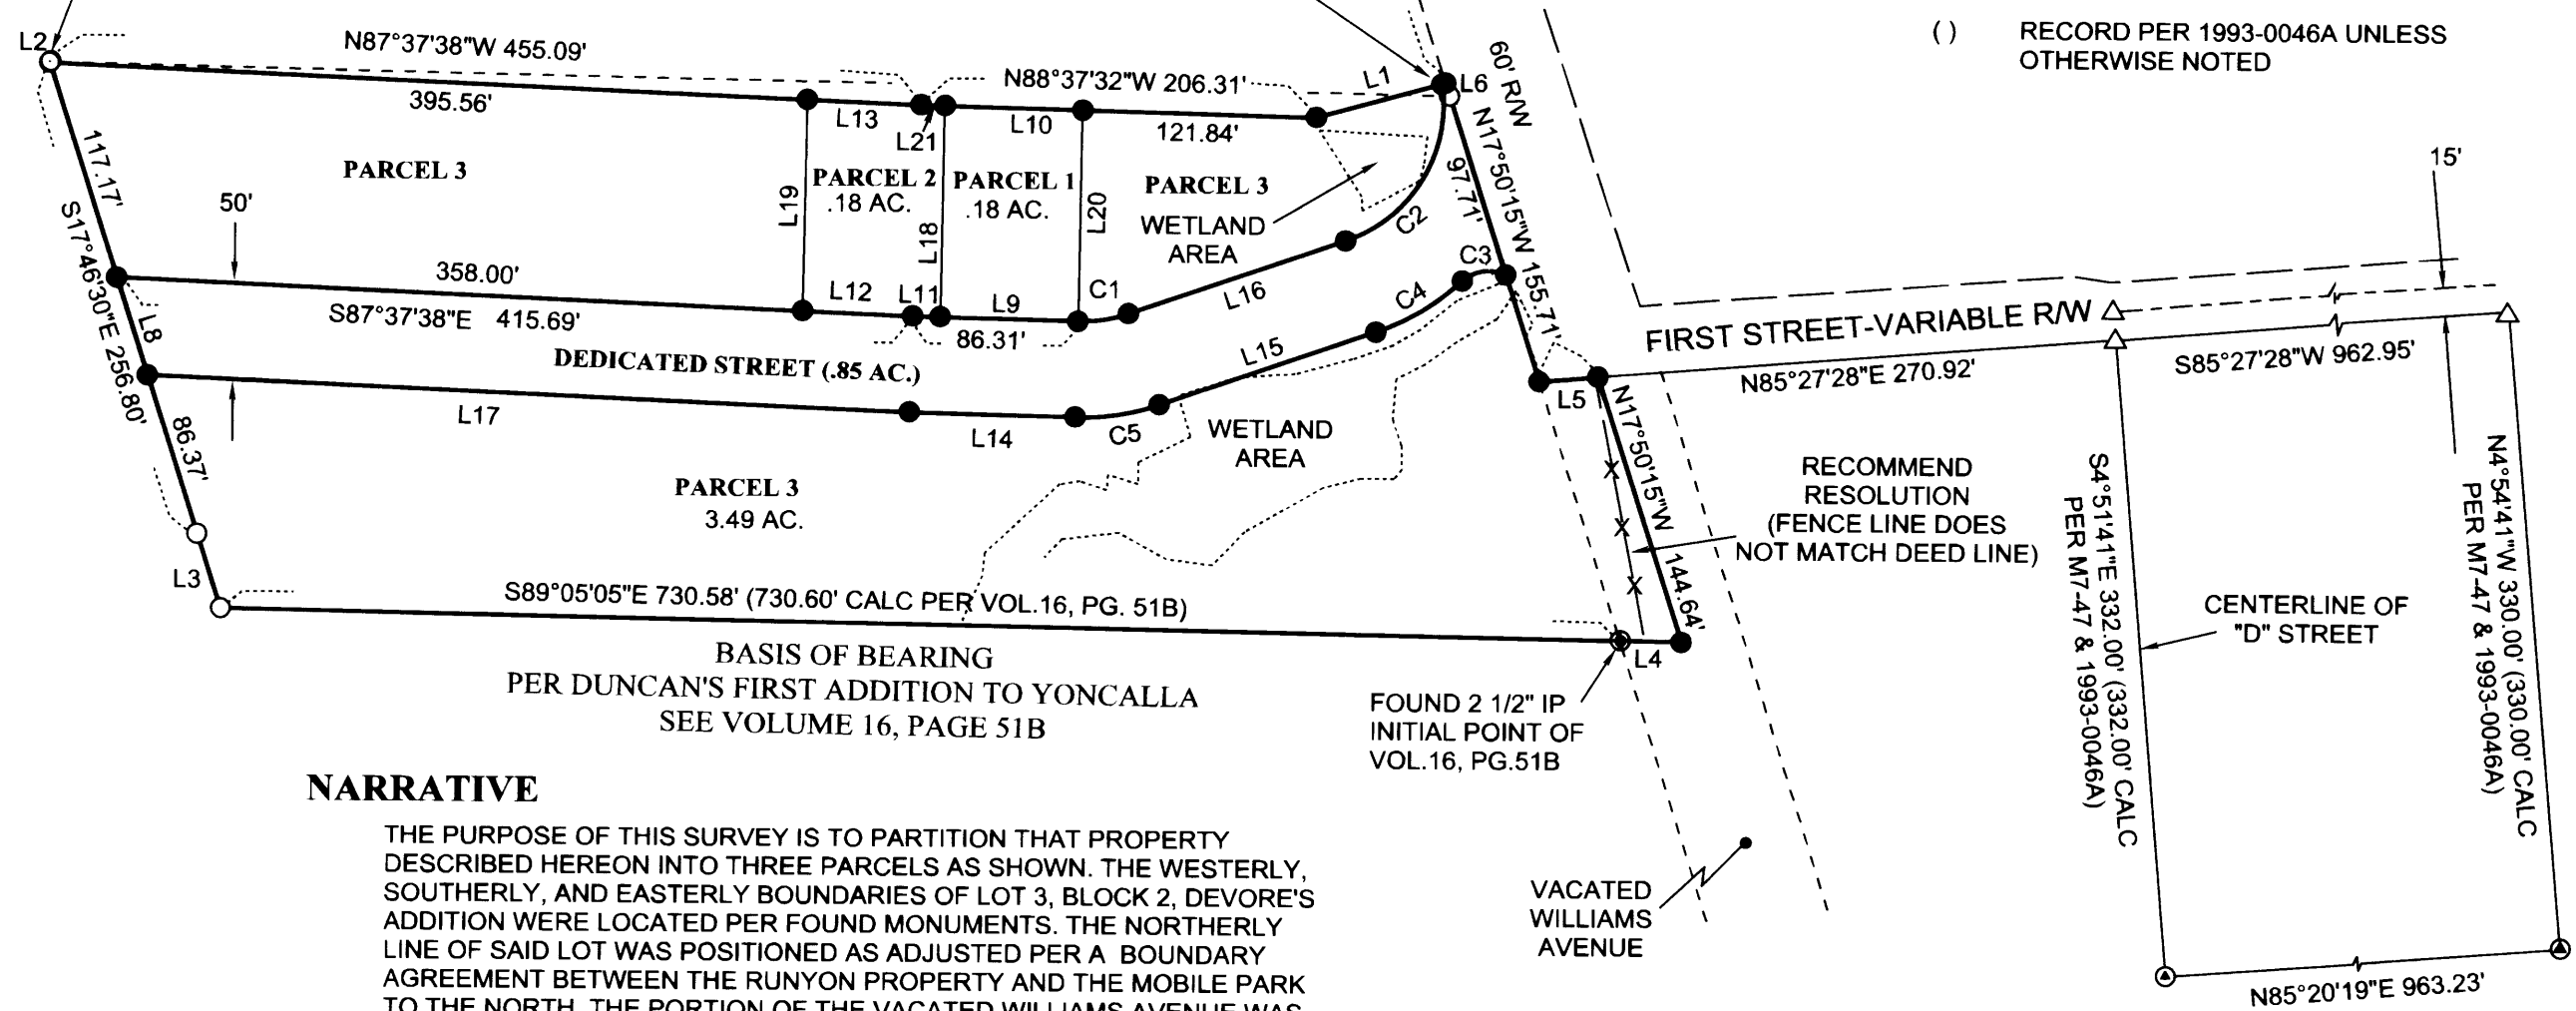 L2
N87°37'38"W 455.09'
395.56'
N88°37'32"W 206.31'
L1
L6
60' R/W
( ) RECORD PER 1993-0046A UNLESS
OTHERWISE NOTED
L13
L21
L10
121.84'
117.17'
PARCEL 3
50'
L19
PARCEL 2
.18 AC.
L18
PARCEL 1
.18 AC.
L20
PARCEL 3
WETLAND
AREA
C2
97.71'
N17°50'15"W 155.71'
15'
S17°46'30"E 256.80'
L8
358.00'
S87°37'38"E 415.69'
L12
L11
L9
86.31'
C1
L16
C3
C4
L15
DEDICATED STREET (.85 AC.)
FIRST STREET-VARIABLE R/W
N85°27'28"E 270.92'
S85°27'28"W 962.95'
L5
86.37'
L17
L14
C5
WETLAND
AREA
N17°50'15"W 144.64'
RECOMMEND
RESOLUTION
(FENCE LINE DOES
NOT MATCH DEED LINE)
X
X
X
S4°51'41"E 332.00' (332.00' CALC
PER M7-47 & 1993-0046A)
N4°54'41"W 330.00' (330.00' CALC
PER M7-47 & 1993-0046A)
PARCEL 3
3.49 AC.
L3
S89°05'05"E 730.58' (730.60' CALC PER VOL.16, PG. 51B)
L4
CENTERLINE OF
"D" STREET
BASIS OF BEARING
PER DUNCAN'S FIRST ADDITION TO YONCALLA
SEE VOLUME 16, PAGE 51B
FOUND 2 1/2" IP
INITIAL POINT OF
VOL.16, PG.51B
VACATED
WILLIAMS
AVENUE
N85°20'19"E 963.23'
NARRATIVE
THE PURPOSE OF THIS SURVEY IS TO PARTITION THAT PROPERTY
DESCRIBED HEREON INTO THREE PARCELS AS SHOWN. THE WESTERLY,
SOUTHERLY, AND EASTERLY BOUNDARIES OF LOT 3, BLOCK 2, DEVORE'S
ADDITION WERE LOCATED PER FOUND MONUMENTS. THE NORTHERLY
LINE OF SAID LOT WAS POSITIONED AS ADJUSTED PER A BOUNDARY
AGREEMENT BETWEEN THE RUNYON PROPERTY AND THE MOBILE PARK
TO THE NORTH. THE PORTION OF THE VACATED WILLIAMS AVENUE WAS